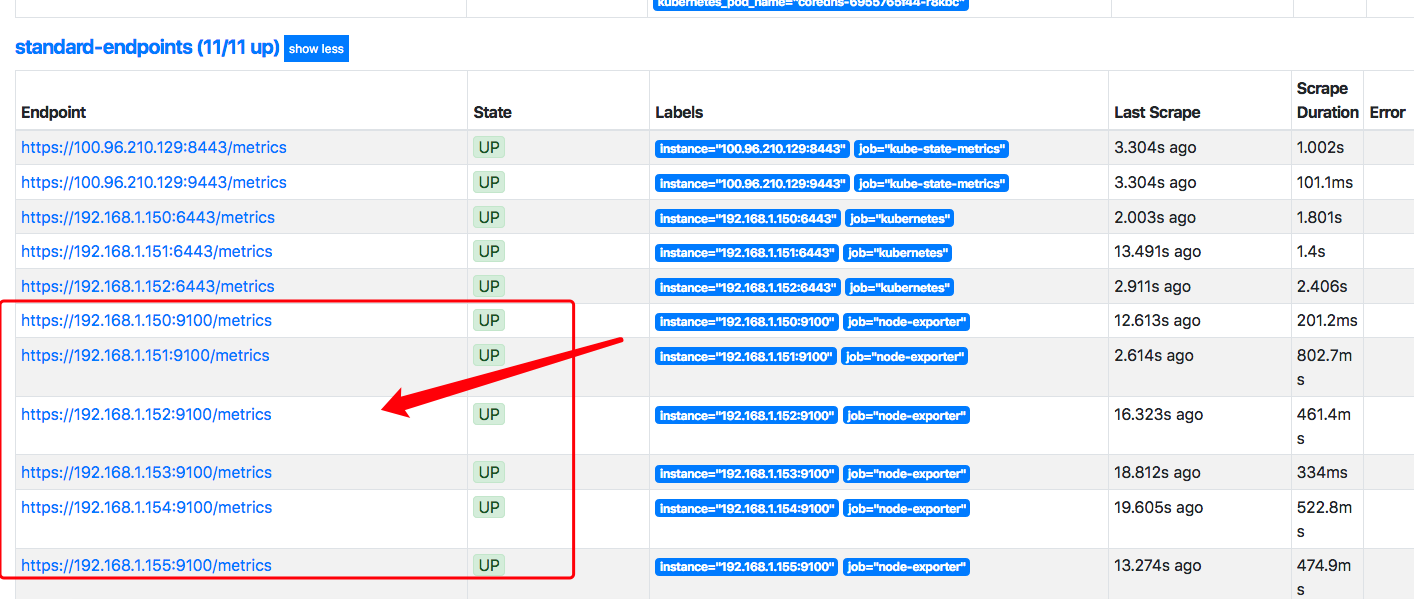 kubernetes_pod_name="coredns-6955765f44-r8kbc"
standard-endpoints (11/11 up) show less
Endpoint State Labels Last Scrape Scrape Duration Error
https://100.96.210.129:8443/metrics UP instance="100.96.210.129:8443" job="kube-state-metrics" 3.304s ago 1.002s
https://100.96.210.129:9443/metrics UP instance="100.96.210.129:9443" job="kube-state-metrics" 3.304s ago 101.1ms
https://192.168.1.150:6443/metrics UP instance="192.168.1.150:6443" job="kubernetes" 2.003s ago 1.801s
https://192.168.1.151:6443/metrics UP instance="192.168.1.151:6443" job="kubernetes" 13.491s ago 1.4s
https://192.168.1.152:6443/metrics UP instance="192.168.1.152:6443" job="kubernetes" 2.911s ago 2.406s
https://192.168.1.150:9100/metrics UP instance="192.168.1.150:9100" job="node-exporter" 12.613s ago 201.2ms
https://192.168.1.151:9100/metrics UP instance="192.168.1.151:9100" job="node-exporter" 2.614s ago 802.7m
s
https://192.168.1.152:9100/metrics UP instance="192.168.1.152:9100" job="node-exporter" 16.323s ago 461.4m
s
https://192.168.1.153:9100/metrics UP instance="192.168.1.153:9100" job="node-exporter" 18.812s ago 334ms
https://192.168.1.154:9100/metrics UP instance="192.168.1.154:9100" job="node-exporter" 19.605s ago 522.8m
s
https://192.168.1.155:9100/metrics UP instance="192.168.1.155:9100" job="node-exporter" 13.274s ago 474.9m
s